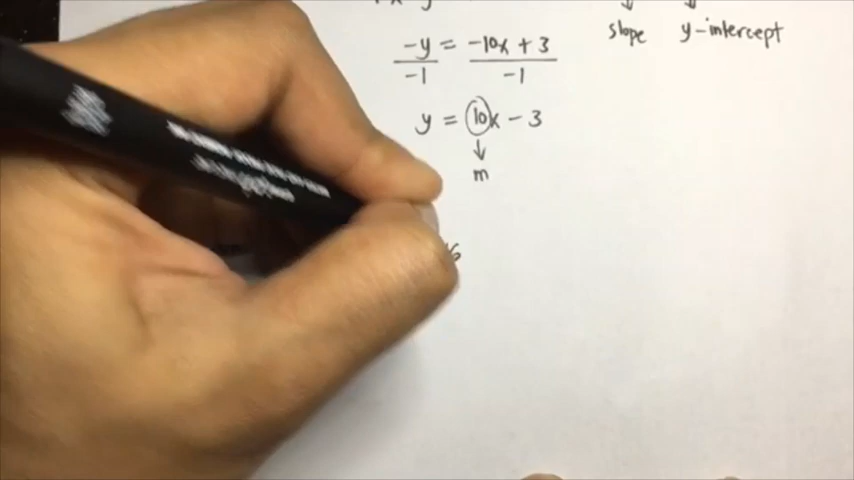 slope y-intercept
-y = -10x + 3
-1 -1
y = 10x - 3
m